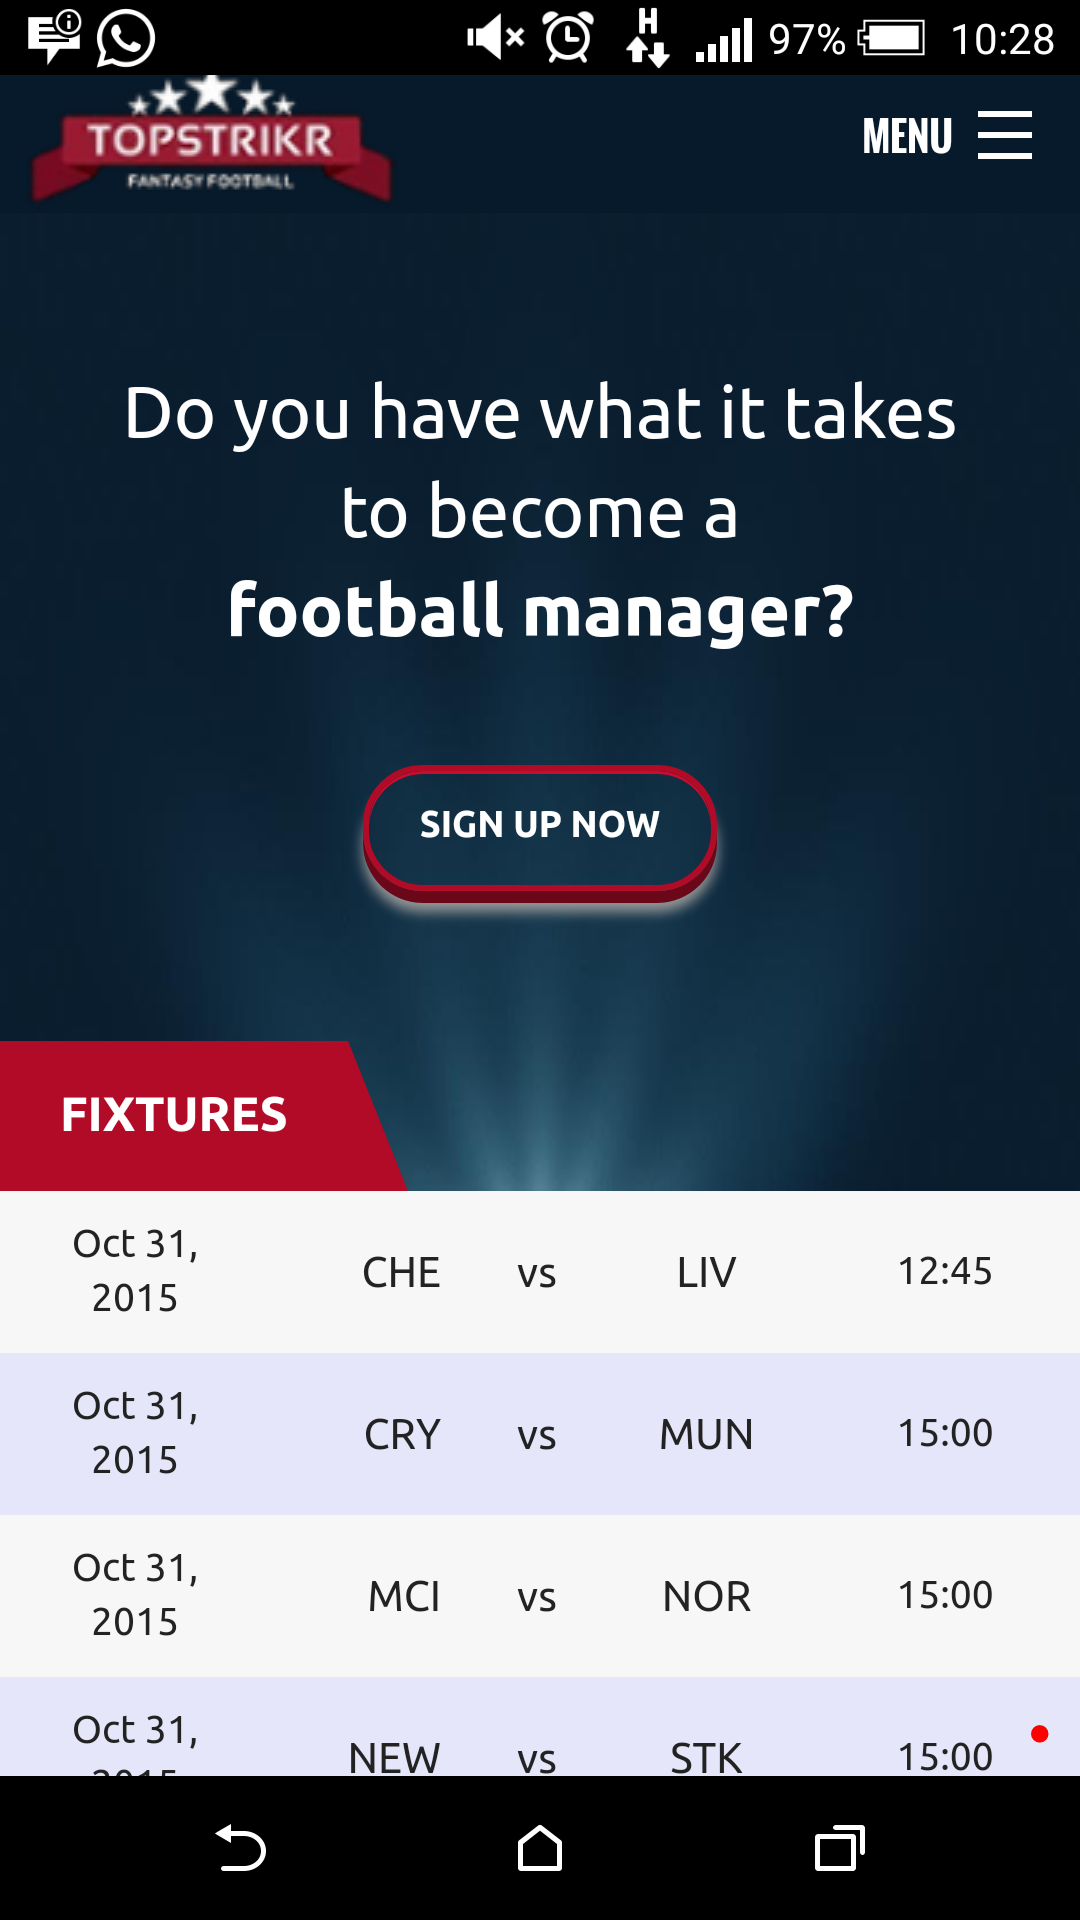 H 97% 10:28
TOPSTRIKR
FANTASY FOOTBALL
MENU
Do you have what it takes
to become a
football manager?
SIGN UP NOW
FIXTURES
Oct 31,
2015
CHE vs LIV 12:45
Oct 31,
2015
CRY vs MUN 15:00
Oct 31,
2015
MCI vs NOR 15:00
Oct 31,
2015
NEW vs STK 15:00